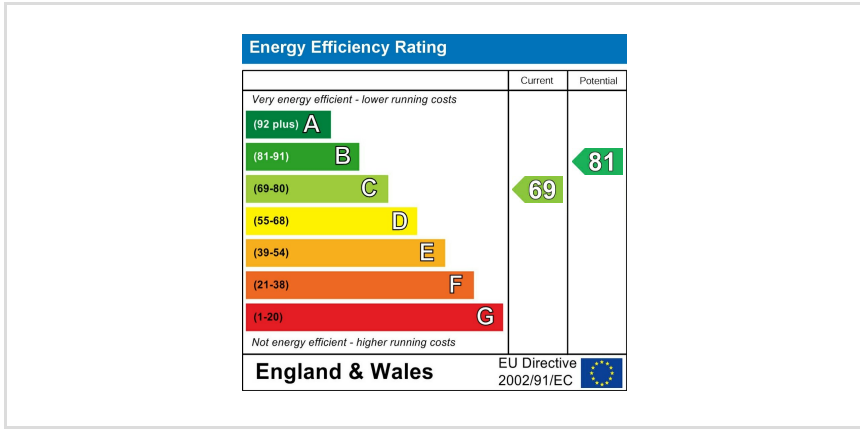 Energy Efficiency Rating
Current Potential
Very energy efficient - lower running costs
(92 plus) A
(81-91) B
81
(69-80) C
69
(55-68) D
(39-54) E
(21-38) F
(1-20) G
Not energy efficient - higher running costs
England & Wales
EU Directive
2002/91/EC